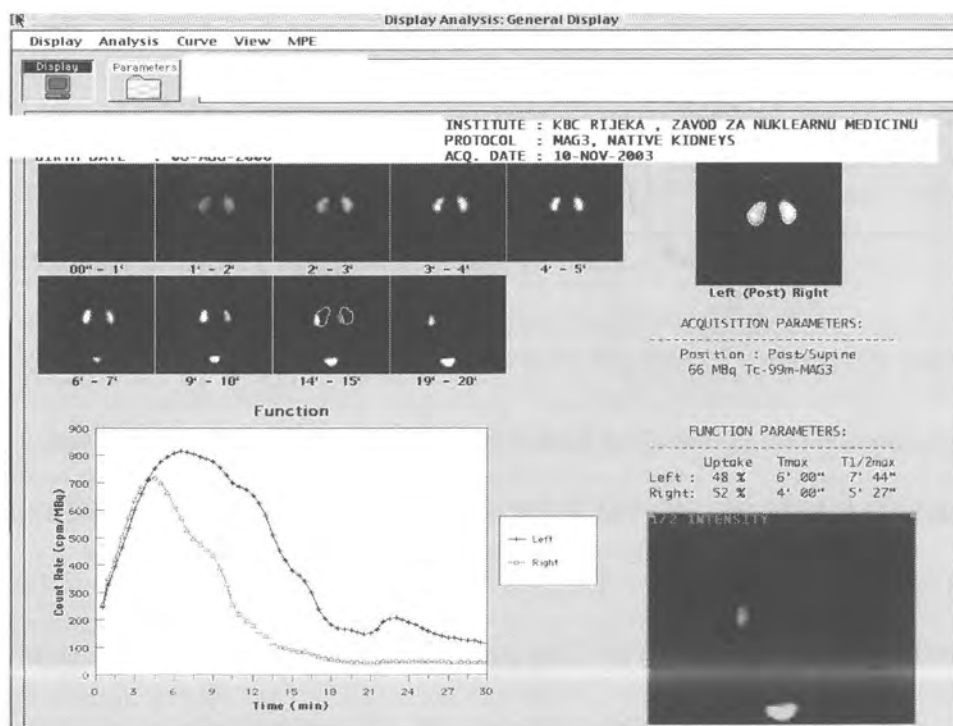 Display Analysis: General Display
Display Analysis Curve View MPE
Display Parameters
INSTITUTE : KBC RIJEKA , ZAVOD ZA NUKLEARNU MEDICINU
PROTOCOL : MAG3, NATIVE KIDNEYS
ACQ. DATE : 10-NOV-2003
00" - 1' 1' - 2' 2' - 3' 3' - 4' 4' - 5'
Left (Post) Right
6' - 7' 9' - 10' 14' - 15' 19' - 20'
ACQUISITION PARAMETERS:
Position : Post/Supine
66 MBq Tc-99m-MAG3
Function
900
800
700
600
500
400
300
200
100
0
Count Rate (cpm/MBq)
0 3 6 9 12 15 18 21 24 27 30
Time (min)
Left
Right
FUNCTION PARAMETERS:
Uptake Tmax T1/2max
Left : 48 % 6' 00" 7' 44"
Right: 52 % 4' 00" 5' 27"
1/2 INTENSITY